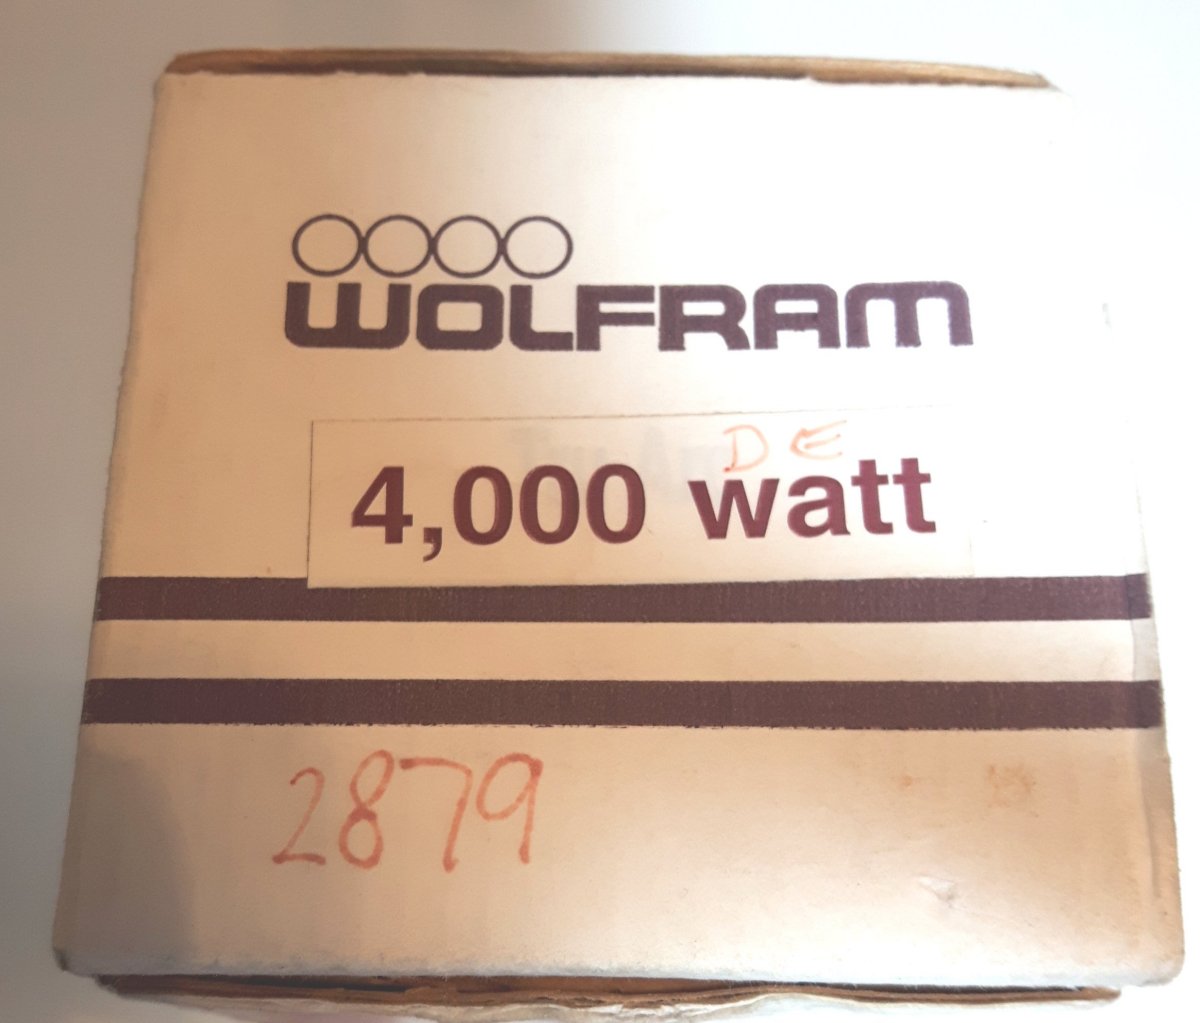 WOLFRAM
DE
4,000 watt
2879